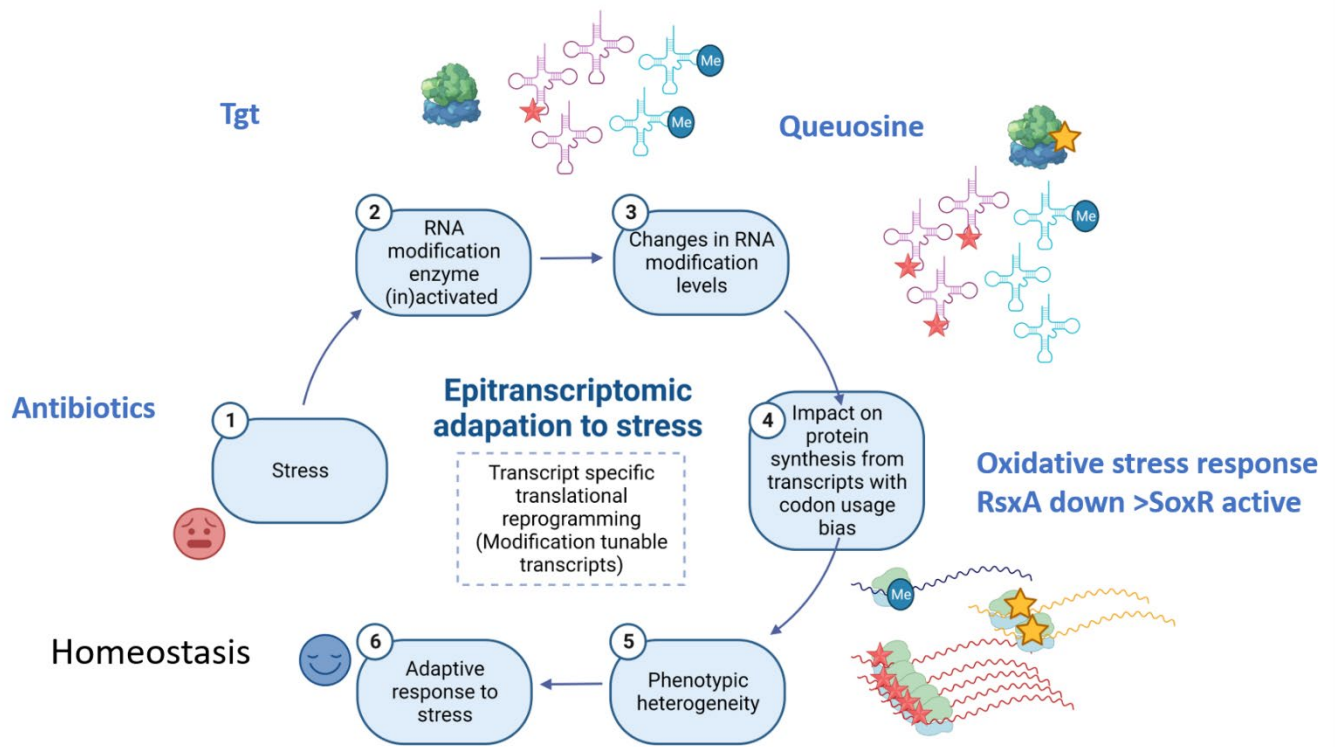 Tgt
Me
Me
Queuosine
Me
2
RNA
modification
enzyme
(in)activated
3
Changes in RNA
modification
levels
Antibiotics
1
Stress
Epitranscriptomic
adapation to stress
Transcript specific
translational
reprogramming
(Modification tunable
transcripts)
4
Impact on
protein
synthesis from
transcripts with
codon usage
bias
Oxidative stress response
RsxA down >SoxR active
Me
Homeostasis
6
Adaptive
response to
stress
5
Phenotypic
heterogeneity